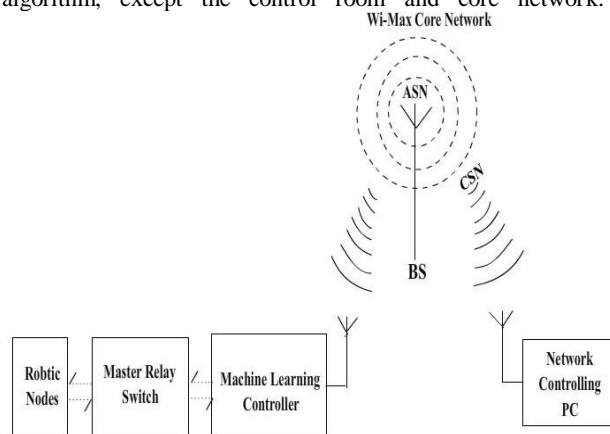 algorithm, except the control room and core network.
Wi-Max Core Network
ASN
CSN
BS
Robtic
Nodes
Master Relay
Switch
Machine Learning
Controller
Network
Controlling
PC